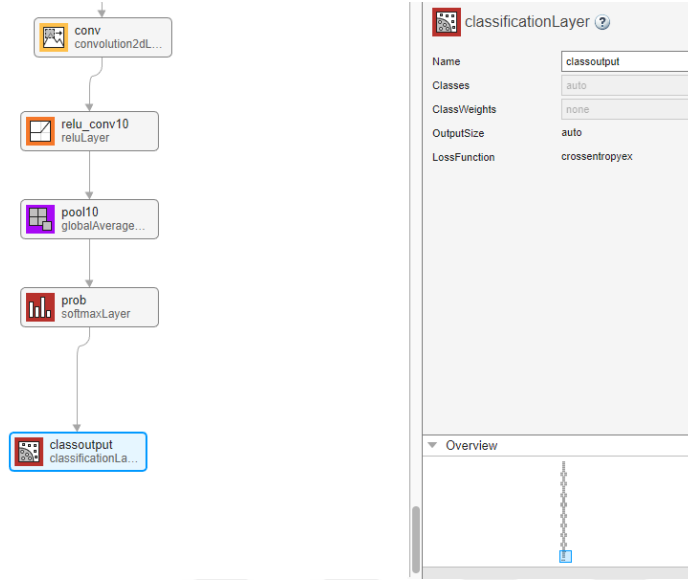 conv
convolution2dL...
relu_conv10
reluLayer
pool10
globalAverage...
prob
softmaxLayer
classoutput
classificationLa...
classificationLayer ?
Name classoutput
Classes auto
ClassWeights none
OutputSize auto
LossFunction crossentropyex
Overview